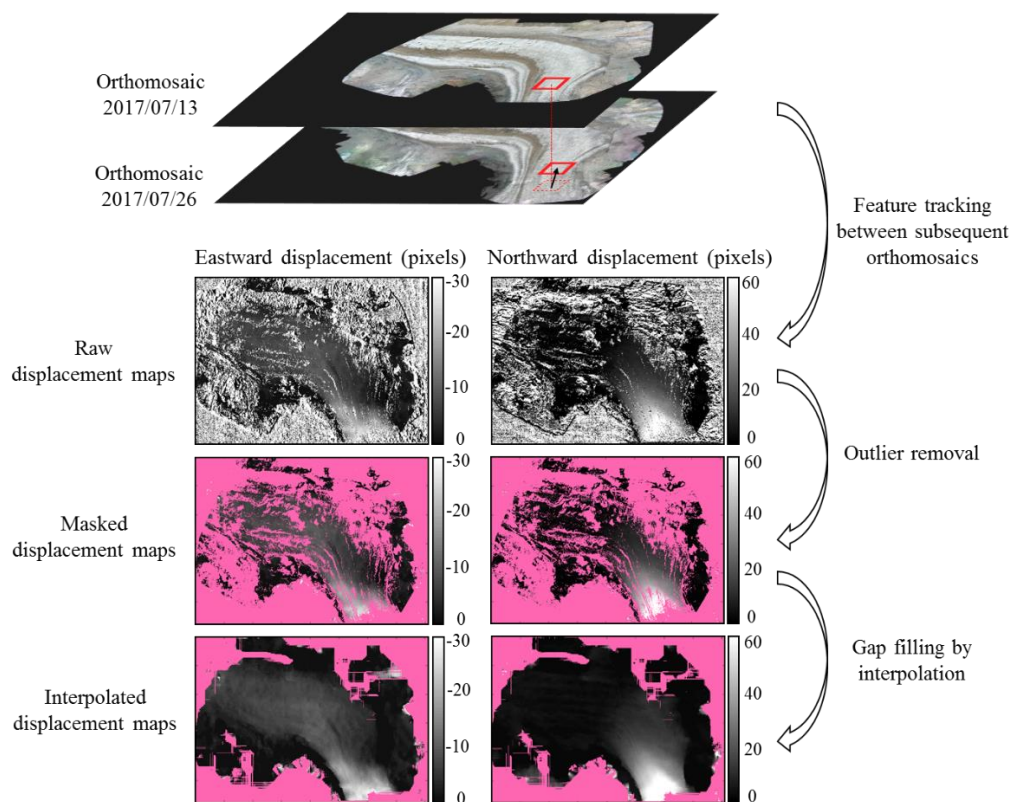 Orthomosaic
2017/07/13
Orthomosaic
2017/07/26
Feature tracking
between subsequent
orthomosaics
Eastward displacement (pixels)
Northward displacement (pixels)
Raw
displacement maps
-30
-20
-10
0
60
40
20
0
Outlier removal
Masked
displacement maps
-30
-20
-10
0
60
40
20
0
Gap filling by
interpolation
Interpolated
displacement maps
-30
-20
-10
0
60
40
20
0